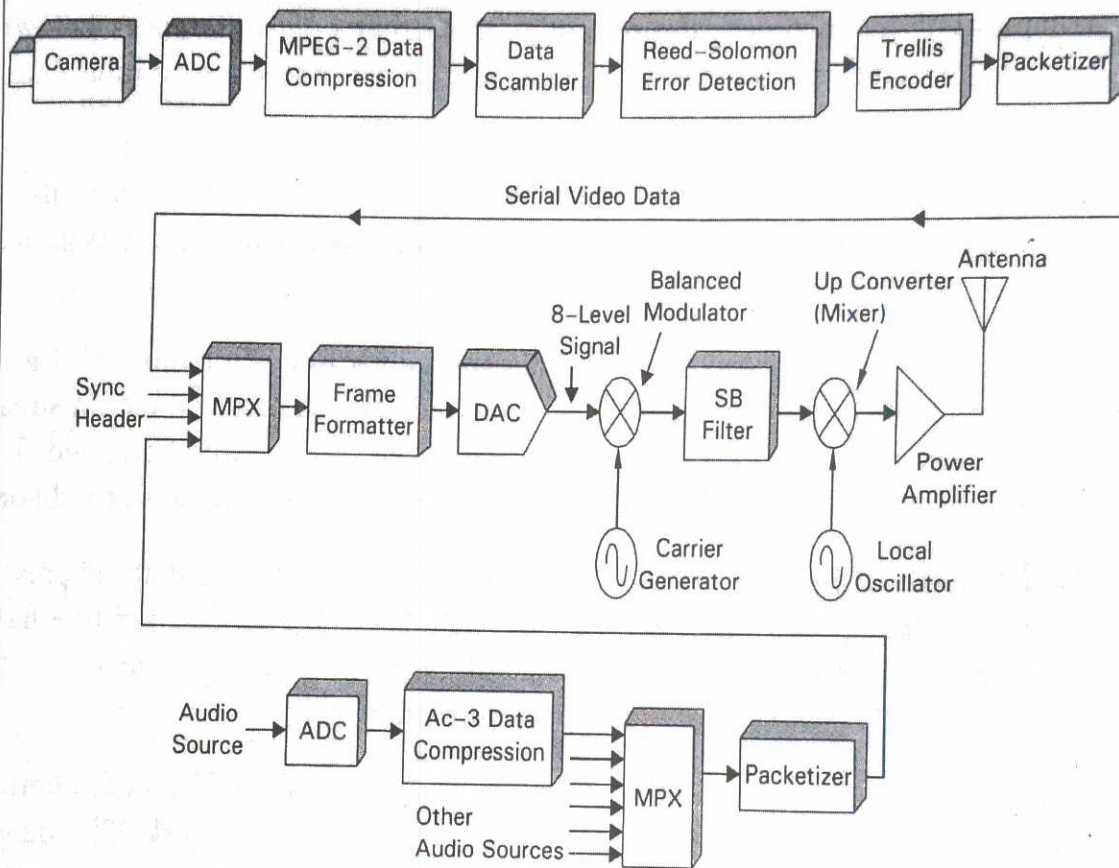 Camera
ADC
MPEG-2 Data
Compression
Data
Scambler
Reed-Solomon
Error Detection
Trellis
Encoder
Packetizer
Serial Video Data
Antenna
Balanced
Modulator
Up Converter
(Mixer)
8-Level
Signal
Sync
Header
MPX
Frame
Formatter
DAC
SB
Filter
Power
Amplifier
Carrier
Generator
Local
Oscillator
Audio
Source
ADC
Ac-3 Data
Compression
MPX
Packetizer
Other
Audio Sources